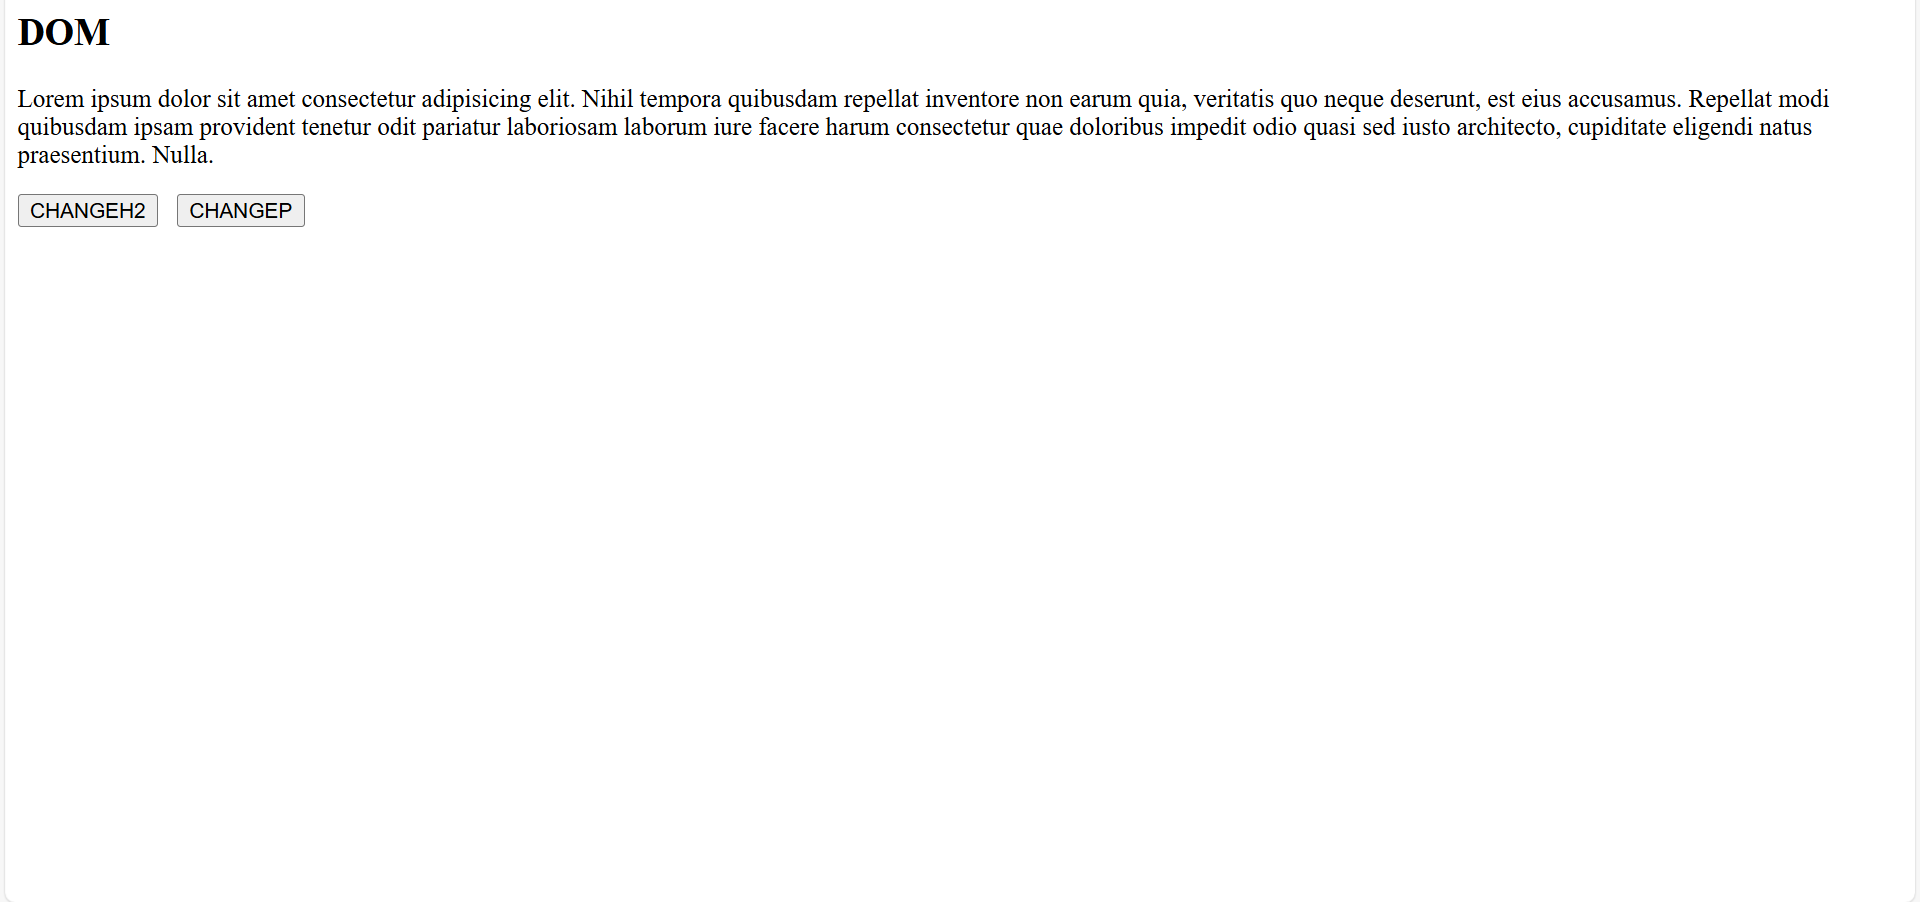 DOM
Lorem ipsum dolor sit amet consectetur adipisicing elit. Nihil tempora quibusdam repellat inventore non earum quia, veritatis quo neque deserunt, est eius accusamus. Repellat modi
quibusdam ipsam provident tenetur odit pariatur laboriosam laborum iure facere harum consectetur quae doloribus impedit odio quasi sed iusto architecto, cupiditate eligendi natus
praesentium. Nulla.
CHANGEH2 CHANGEP